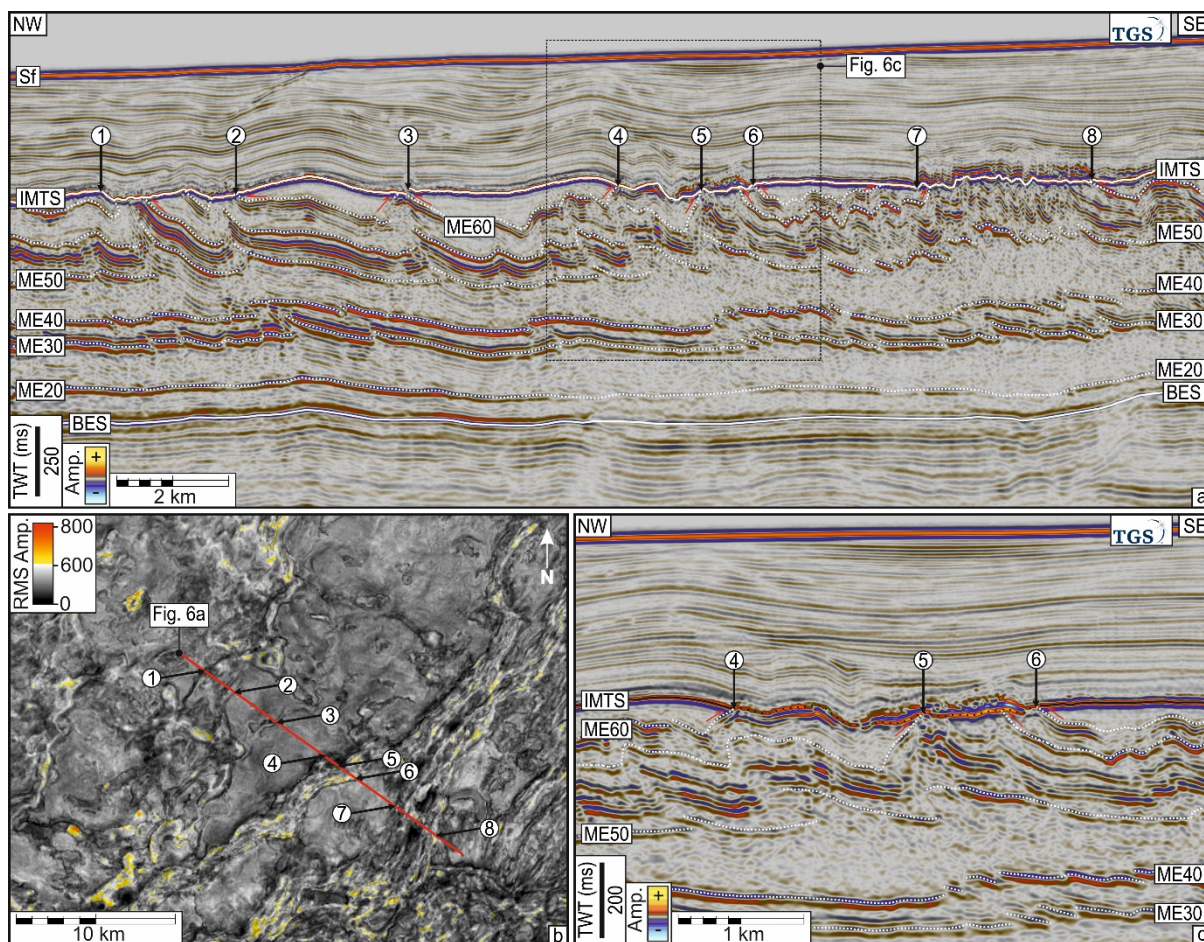 NW
TGS
SE
Sf
Fig. 6c
1 2 3 4 5 6 7 8
IMTS
IMTS
ME60
ME50
ME50
ME40
ME40
ME30
ME30
ME20
ME20
BES
BES
TWT (ms)
250
Amp.
+
-
2 km
a
RMS Amp.
800
600
0
N
Fig. 6a
1
2
3
4
5
6
7
8
10 km
b
NW
TGS
SE
4 5 6
IMTS
ME60
ME50
ME40
ME30
TWT (ms)
200
Amp.
+
-
1 km
c